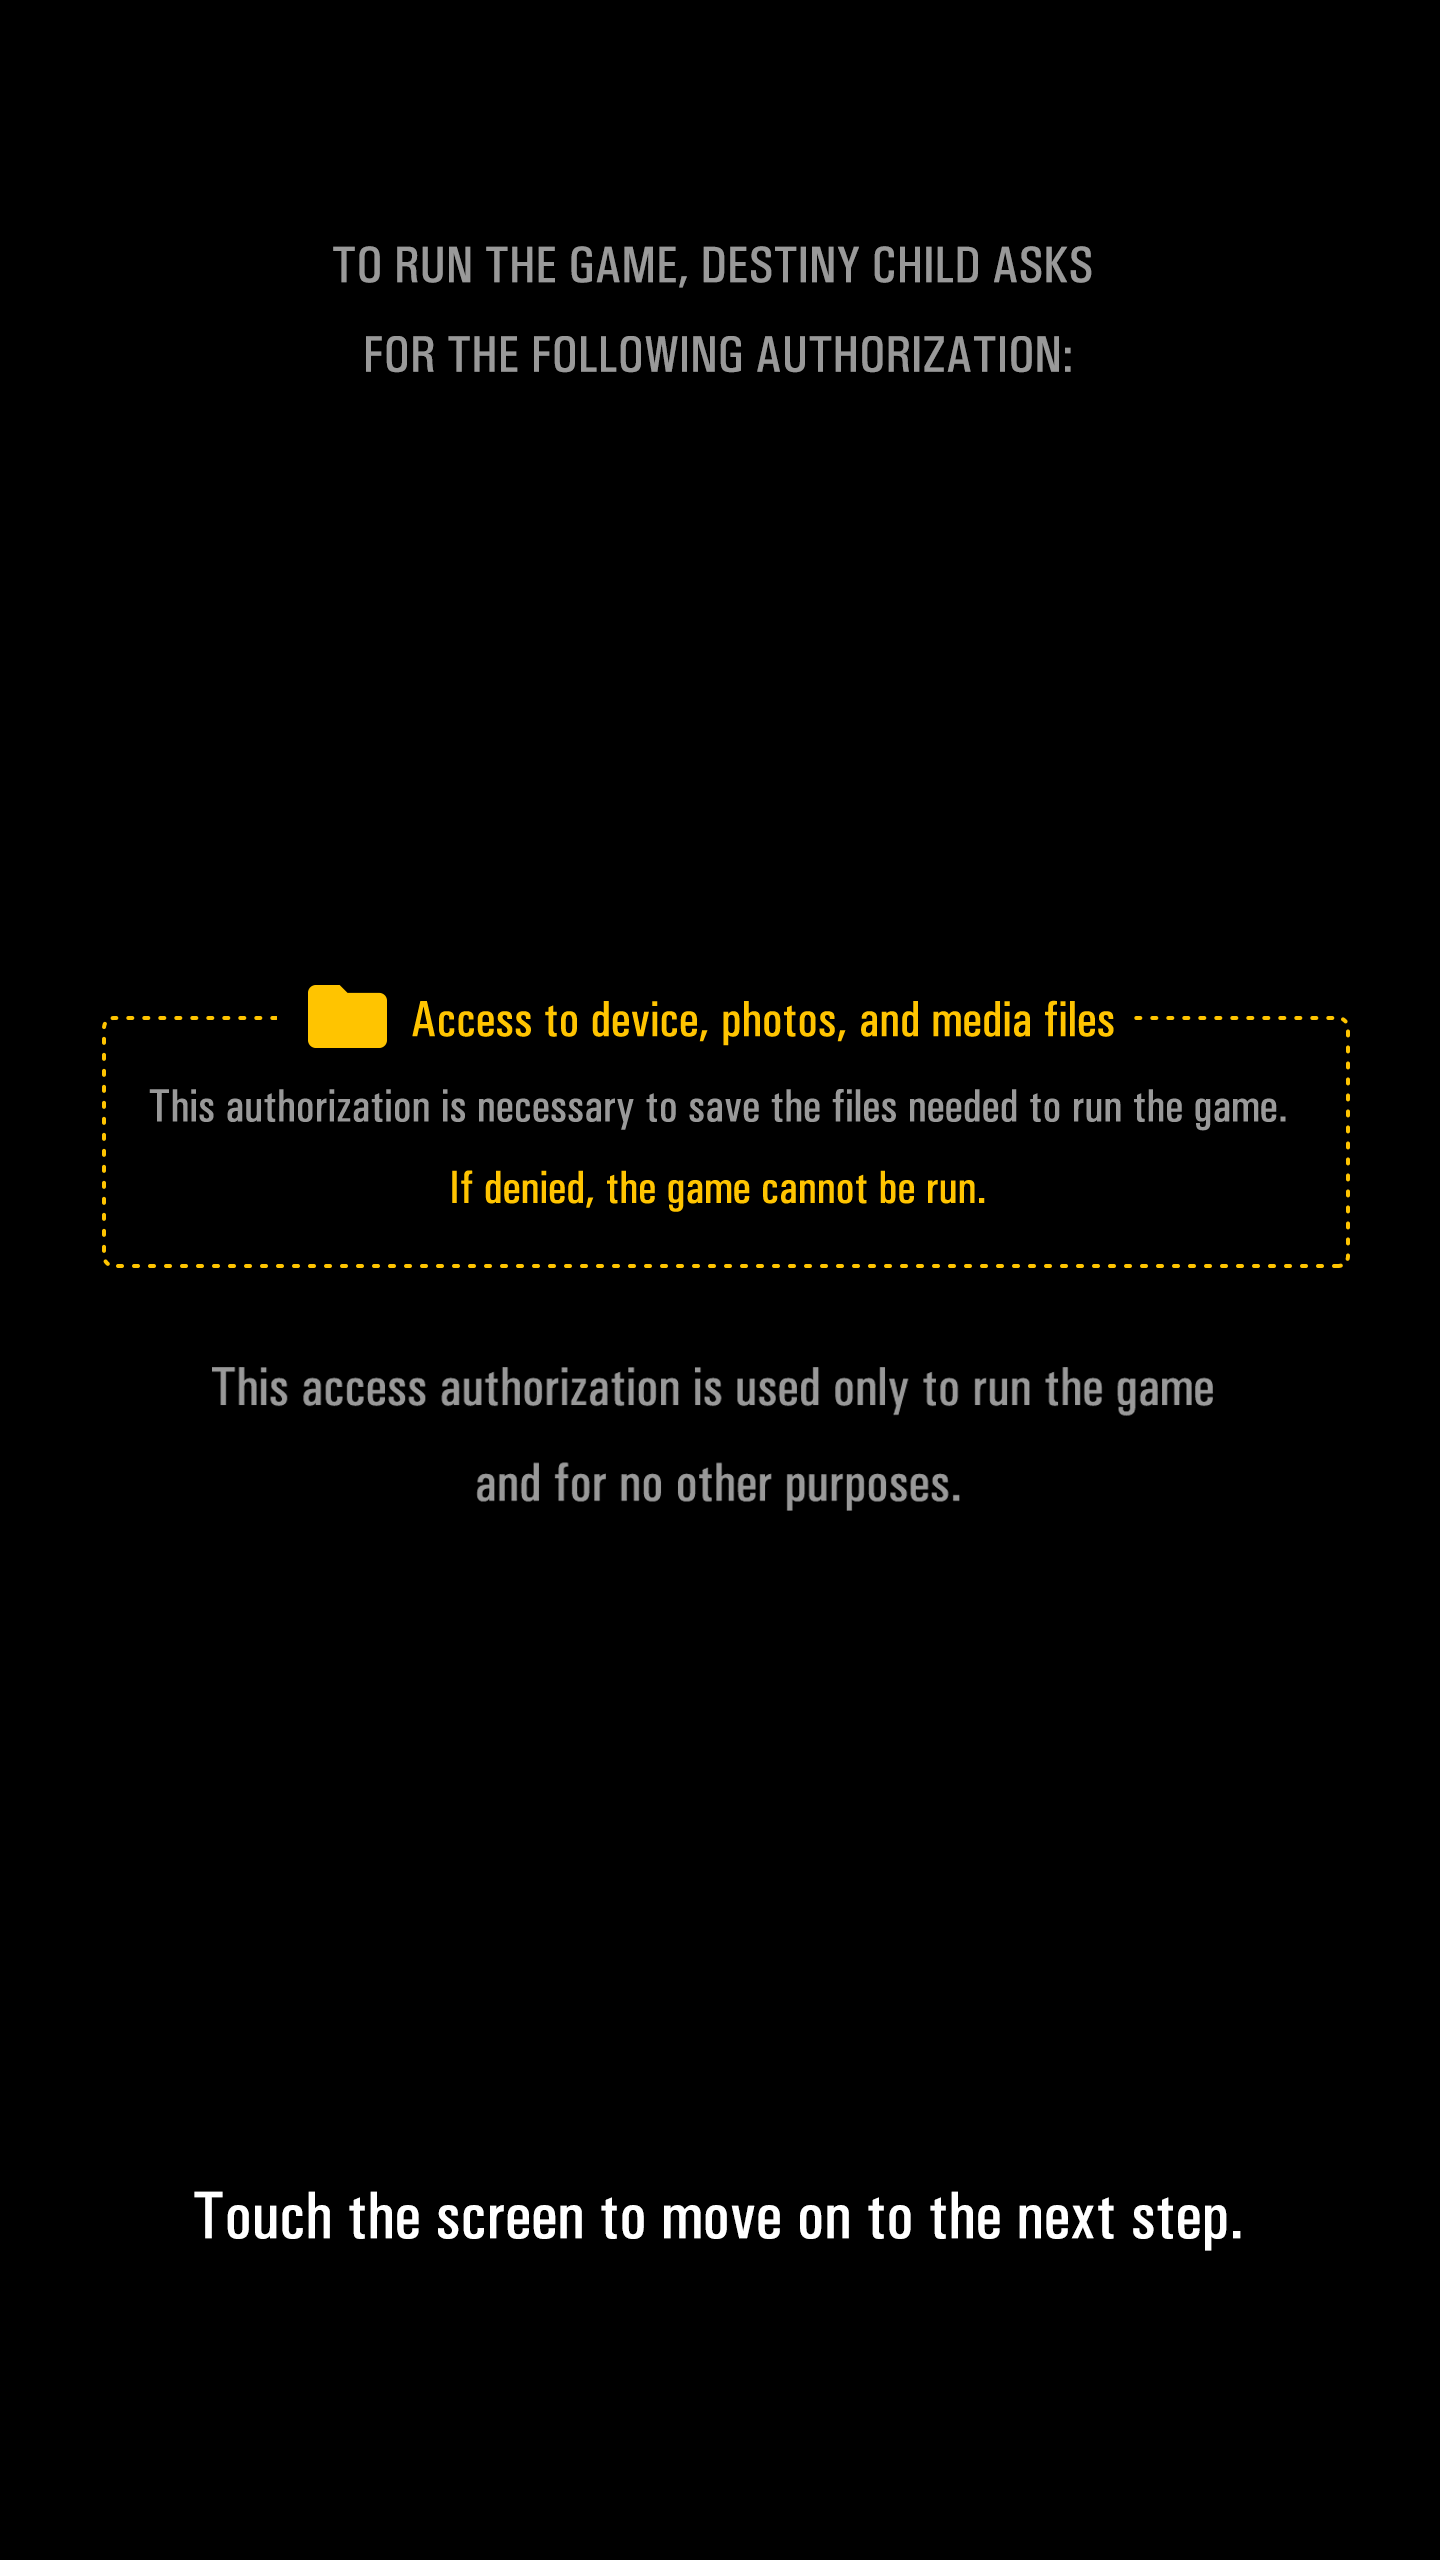 TO RUN THE GAME, DESTINY CHILD ASKS
FOR THE FOLLOWING AUTHORIZATION:
Access to device, photos, and media files
This authorization is necessary to save the files needed to run the game.
If denied, the game cannot be run.
This access authorization is used only to run the game
and for no other purposes.
Touch the screen to move on to the next step.